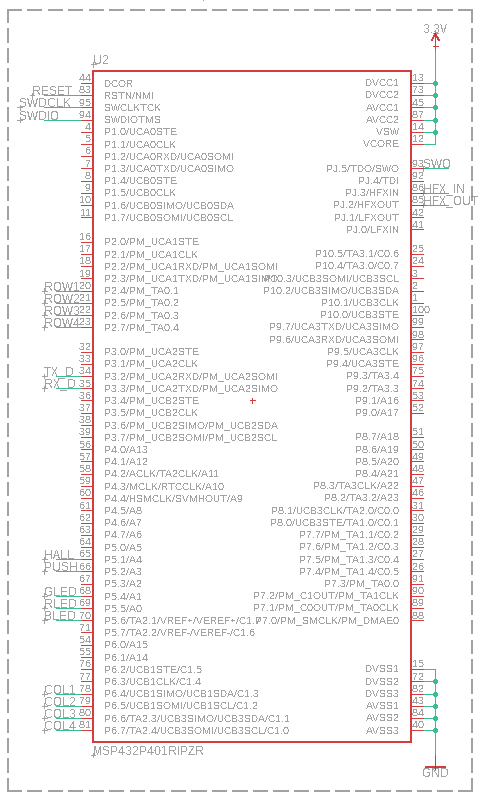 U2
44 DCOR
RESET 83 RSTN/NMI
SWDCLK 95 SWCLKTCK
SWDIO 94 SWDIOTMS
4 P1.0/UCA0STE
5 P1.1/UCA0CLK
6 P1.2/UCA0RXD/UCA0SOMI
7 P1.3/UCA0TXD/UCA0SIMO
8 P1.4/UCB0STE
9 P1.5/UCB0CLK
10 P1.6/UCB0SIMO/UCB0SDA
11 P1.7/UCB0SOMI/UCB0SCL
16 P2.0/PM_UCA1STE
17 P2.1/PM_UCA1CLK
18 P2.2/PM_UCA1RXD/PM_UCA1SOMI
19 P2.3/PM_UCA1TXD/PM_UCA1SIMO
ROW1 20 P2.4/PM_TA0.1
ROW2 21 P2.5/PM_TA0.2
ROW3 22 P2.6/PM_TA0.3
ROW4 23 P2.7/PM_TA0.4
32 P3.0/PM_UCA2STE
33 P3.1/PM_UCA2CLK
TX_D 34 P3.2/PM_UCA2RXD/PM_UCA2SOMI
RX_D 35 P3.3/PM_UCA2TXD/PM_UCA2SIMO
36 P3.4/PM_UCB2STE
37 P3.5/PM_UCB2CLK
38 P3.6/PM_UCB2SIMO/PM_UCB2SDA
39 P3.7/PM_UCB2SOMI/PM_UCB2SCL
56 P4.0/A13
57 P4.1/A12
58 P4.2/ACLK/TA2CLK/A11
59 P4.3/MCLK/RTCCLK/A10
60 P4.4/HSMCLK/SVMHOUT/A9
61 P4.5/A8
62 P4.6/A7
63 P4.7/A6
64 P5.0/A5
HALL 65 P5.1/A4
PUSH 66 P5.2/A3
67 P5.3/A2
GLED 68 P5.4/A1
RLED 69 P5.5/A0
BLED 70 P5.6/TA2.1/VREF+/VEREF+/C1.7
71 P5.7/TA2.2/VREF-/VEREF-/C1.6
54 P6.0/A15
55 P6.1/A14
76 P6.2/UCB1STE/C1.5
77 P6.3/UCB1CLK/C1.4
COL1 78 P6.4/UCB1SIMO/UCB1SDA/C1.3
COL2 79 P6.5/UCB1SOMI/UCB1SCL/C1.2
COL3 80 P6.6/TA2.3/UCB3SIMO/UCB3SDA/C1.1
COL4 81 P6.7/TA2.4/UCB3SOMI/UCB3SCL/C1.0
MSP432P401RIPZR
3.3V
DVCC1 13
DVCC2 73
AVCC1 45
AVCC2 87
VSW 14
VCORE 12
PJ.5/TDO/SWO 93 SWO
PJ.4/TDI 92
PJ.3/HFXIN 86 HFX_IN
PJ.2/HFXOUT 85 HFX_OUT
PJ.1/LFXOUT 42
PJ.0/LFXIN 41
P10.5/TA3.1/C0.6 25
P10.4/TA3.0/C0.7 24
P10.3/UCB3SOMI/UCB3SCL 3
P10.2/UCB3SIMO/UCB3SDA 2
P10.1/UCB3CLK 1
P10.0/UCB3STE 100
P9.7/UCA3TXD/UCA3SIMO 99
P9.6/UCA3RXD/UCA3SOMI 98
P9.5/UCA3CLK 97
P9.4/UCA3STE 96
P9.3/TA3.4 75
P9.2/TA3.3 74
P9.1/A16 53
P9.0/A17 52
P8.7/A18 51
P8.6/A19 50
P8.5/A20 49
P8.4/A21 48
P8.3/TA3CLK/A22 47
P8.2/TA3.2/A23 46
P8.1/UCB3CLK/TA2.0/C0.0 31
P8.0/UCB3STE/TA1.0/C0.1 30
P7.7/PM_TA1.1/C0.2 29
P7.6/PM_TA1.2/C0.3 28
P7.5/PM_TA1.3/C0.4 27
P7.4/PM_TA1.4/C0.5 26
P7.3/PM_TA0.0 91
P7.2/PM_C1OUT/PM_TA1CLK 90
P7.1/PM_C0OUT/PM_TA0CLK 89
P7.0/PM_SMCLK/PM_DMAE0 88
DVSS1 15
DVSS2 72
DVSS3 82
AVSS1 43
AVSS2 84
AVSS3 40
GND